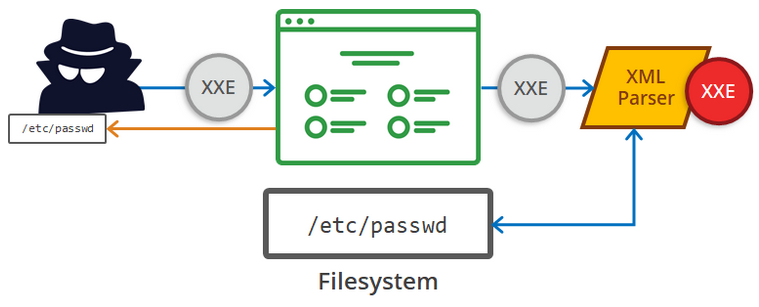 XXE
XXE
XML
Parser
XXE
/etc/passwd
/etc/passwd
Filesystem